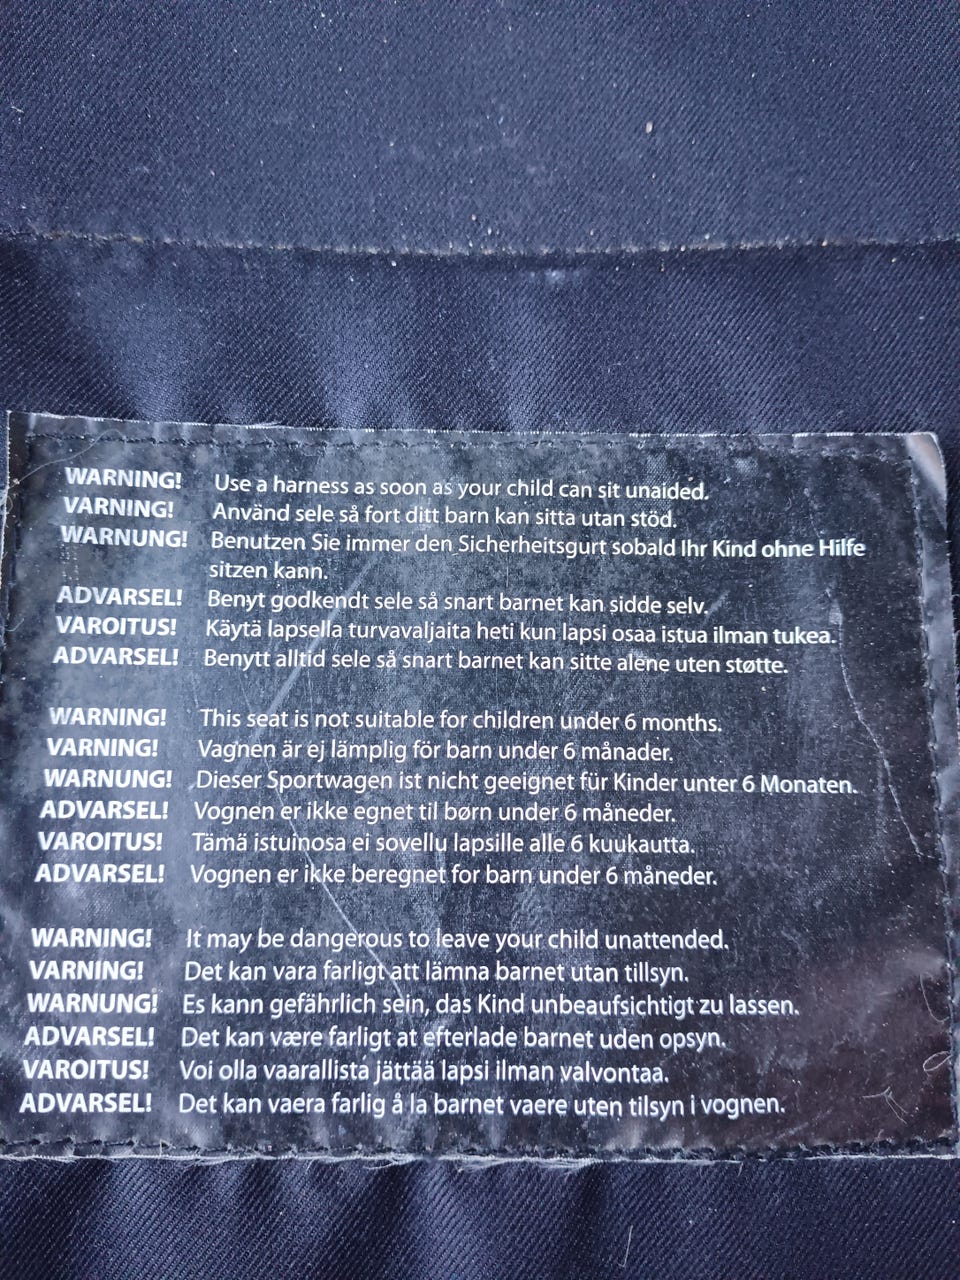 WARNING! Use a harness as soon as your child can sit unaided.
VARNING! Använd sele så fort ditt barn kan sitta utan stöd.
WARNUNG! Benutzen Sie immer den Sicherheitsgurt sobald Ihr Kind ohne Hilfe
sitzen kann.
ADVARSEL! Benyt godkendt sele så snart barnet kan sidde selv.
VAROITUS! Käytä lapsella turvavaljaita heti kun lapsi osaa istua ilman tukea.
ADVARSEL! Benytt alltid sele så snart barnet kan sitte alene uten støtte.
WARNING! This seat is not suitable for children under 6 months.
VARNING! Vagnen är ej lämplig för barn under 6 månader.
WARNUNG! Dieser Sportwagen ist nicht geeignet für Kinder unter 6 Monaten.
ADVARSEL! Vognen er ikke egnet til børn under 6 måneder.
VAROITUS! Tämä istuinosa ei sovellu lapsille alle 6 kuukautta.
ADVARSEL! Vognen er ikke beregnet for barn under 6 måneder.
WARNING! It may be dangerous to leave your child unattended.
VARNING! Det kan vara farligt att lämna barnet utan tillsyn.
WARNUNG! Es kann gefährlich sein, das Kind unbeaufsichtigt zu lassen.
ADVARSEL! Det kan være farligt at efterlade barnet uden opsyn.
VAROITUS! Voi olla vaarallista jättää lapsi ilman valvontaa.
ADVARSEL! Det kan vaera farlig å la barnet vaere uten tilsyn i vognen.